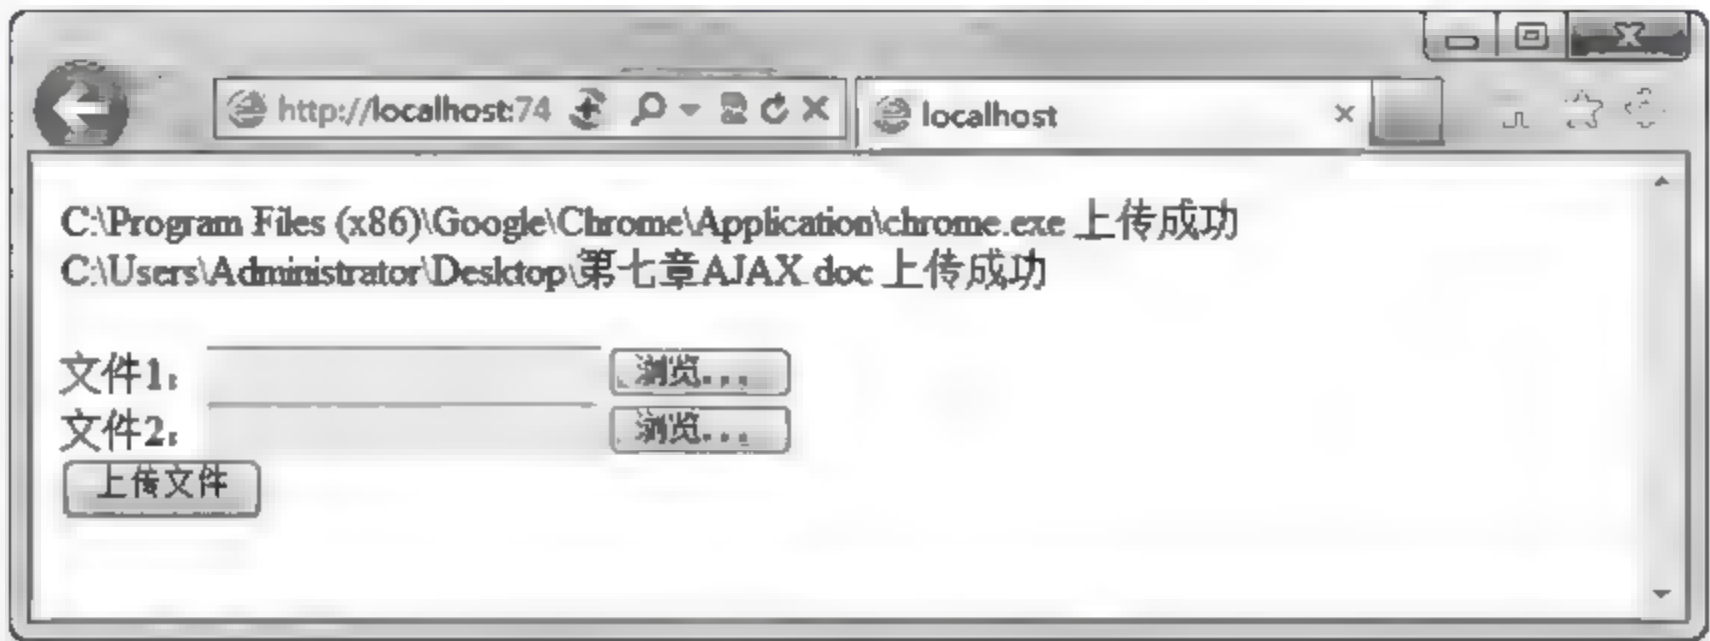 http://localhost:74
localhost
C:\Program Files (x86)\Google\Chrome\Application\chrome.exe 上传成功
C:\Users\Administrator\Desktop\第七章AJAX.doc 上传成功
文件1： 浏览...
文件2： 浏览...
上传文件